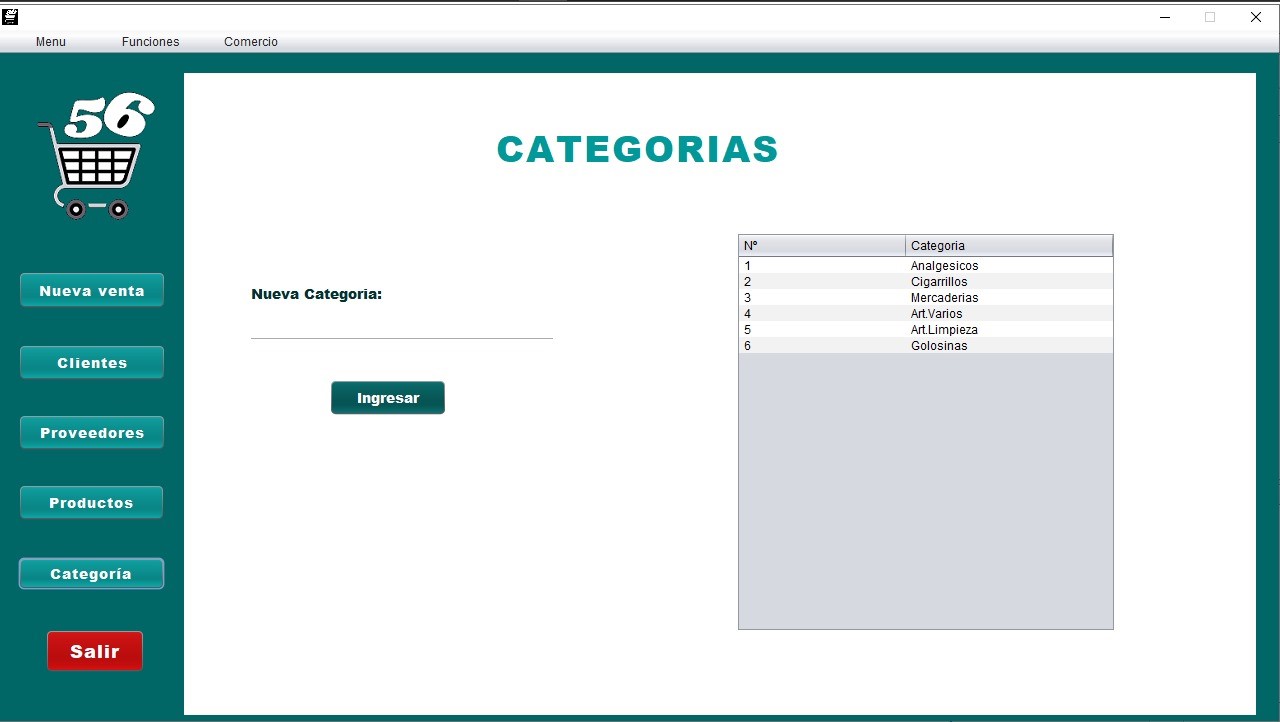 Menu Funciones Comercio
56
CATEGORIAS
Nueva venta
Clientes
Proveedores
Productos
Categoría
Salir
Nueva Categoria:
Ingresar
Nº Categoria
1 Analgesicos
2 Cigarrillos
3 Mercaderias
4 Art.Varios
5 Art.Limpieza
6 Golosinas